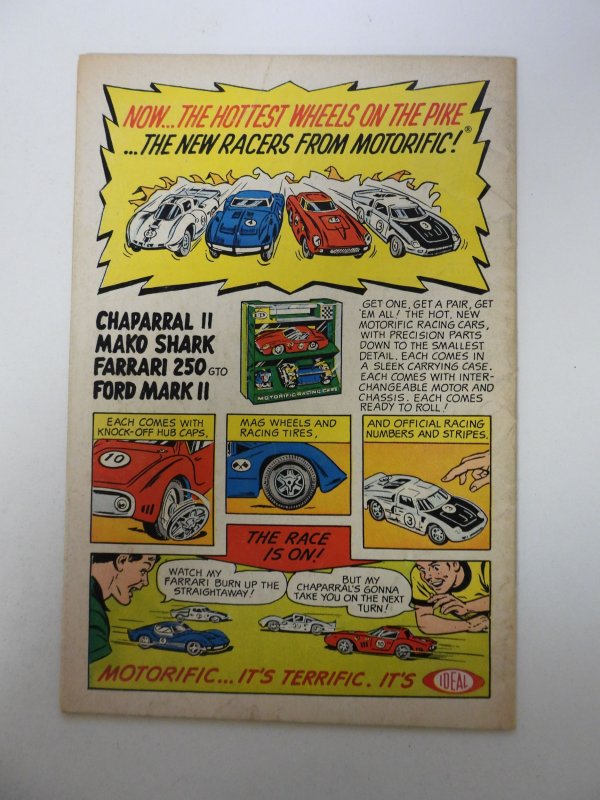 NOW...THE HOTTEST WHEELS ON THE PIKE
...THE NEW RACERS FROM MOTORIFIC!®
CHAPARRAL II
MAKO SHARK
FARRARI 250 GTO
FORD MARK II
MOTORIFIC RACING CARS
GET ONE, GET A PAIR, GET
'EM ALL! THE HOT, NEW
MOTORIFIC RACING CARS,
WITH PRECISION PARTS
DOWN TO THE SMALLEST
DETAIL. EACH COMES IN
A SLEEK CARRYING CASE.
EACH COMES WITH INTER-
CHANGEABLE MOTOR AND
CHASSIS. EACH COMES
READY TO ROLL!
EACH COMES WITH
KNOCK-OFF HUB CAPS,
10
MAG WHEELS AND
RACING TIRES,
AND OFFICIAL RACING
NUMBERS AND STRIPES.
3
THE RACE
IS ON!
WATCH MY
FARRARI BURN UP THE
STRAIGHTAWAY!
BUT MY
CHAPARRAL'S GONNA
TAKE YOU ON THE NEXT
TURN!
10
MOTORIFIC... IT'S TERRIFIC. IT'S
IDEAL